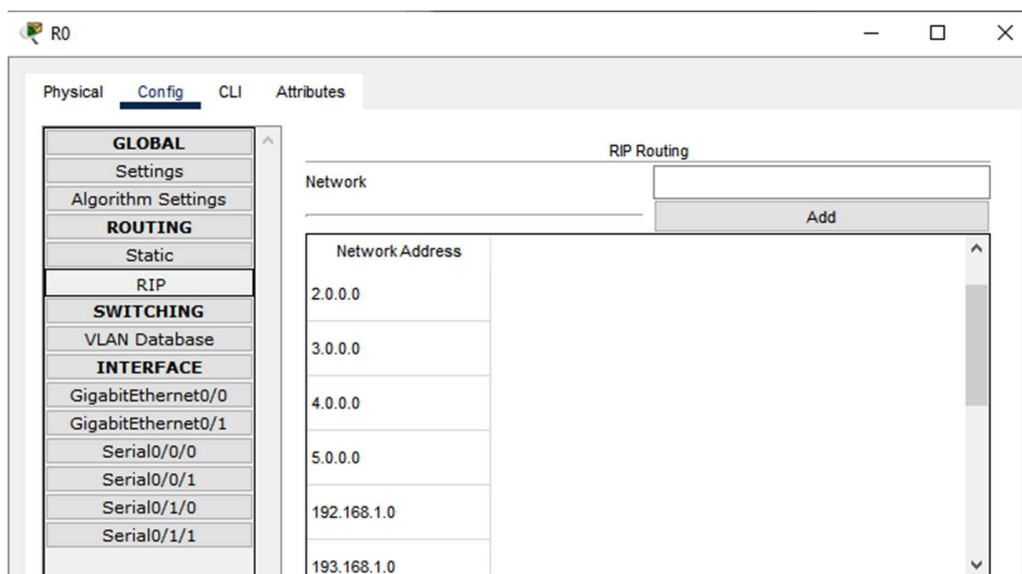 R0
Physical Config CLI Attributes
GLOBAL
Settings
Algorithm Settings
ROUTING
Static
RIP
SWITCHING
VLAN Database
INTERFACE
GigabitEthernet0/0
GigabitEthernet0/1
Serial0/0/0
Serial0/0/1
Serial0/1/0
Serial0/1/1
RIP Routing
Network
Add
Network Address
2.0.0.0
3.0.0.0
4.0.0.0
5.0.0.0
192.168.1.0
193.168.1.0